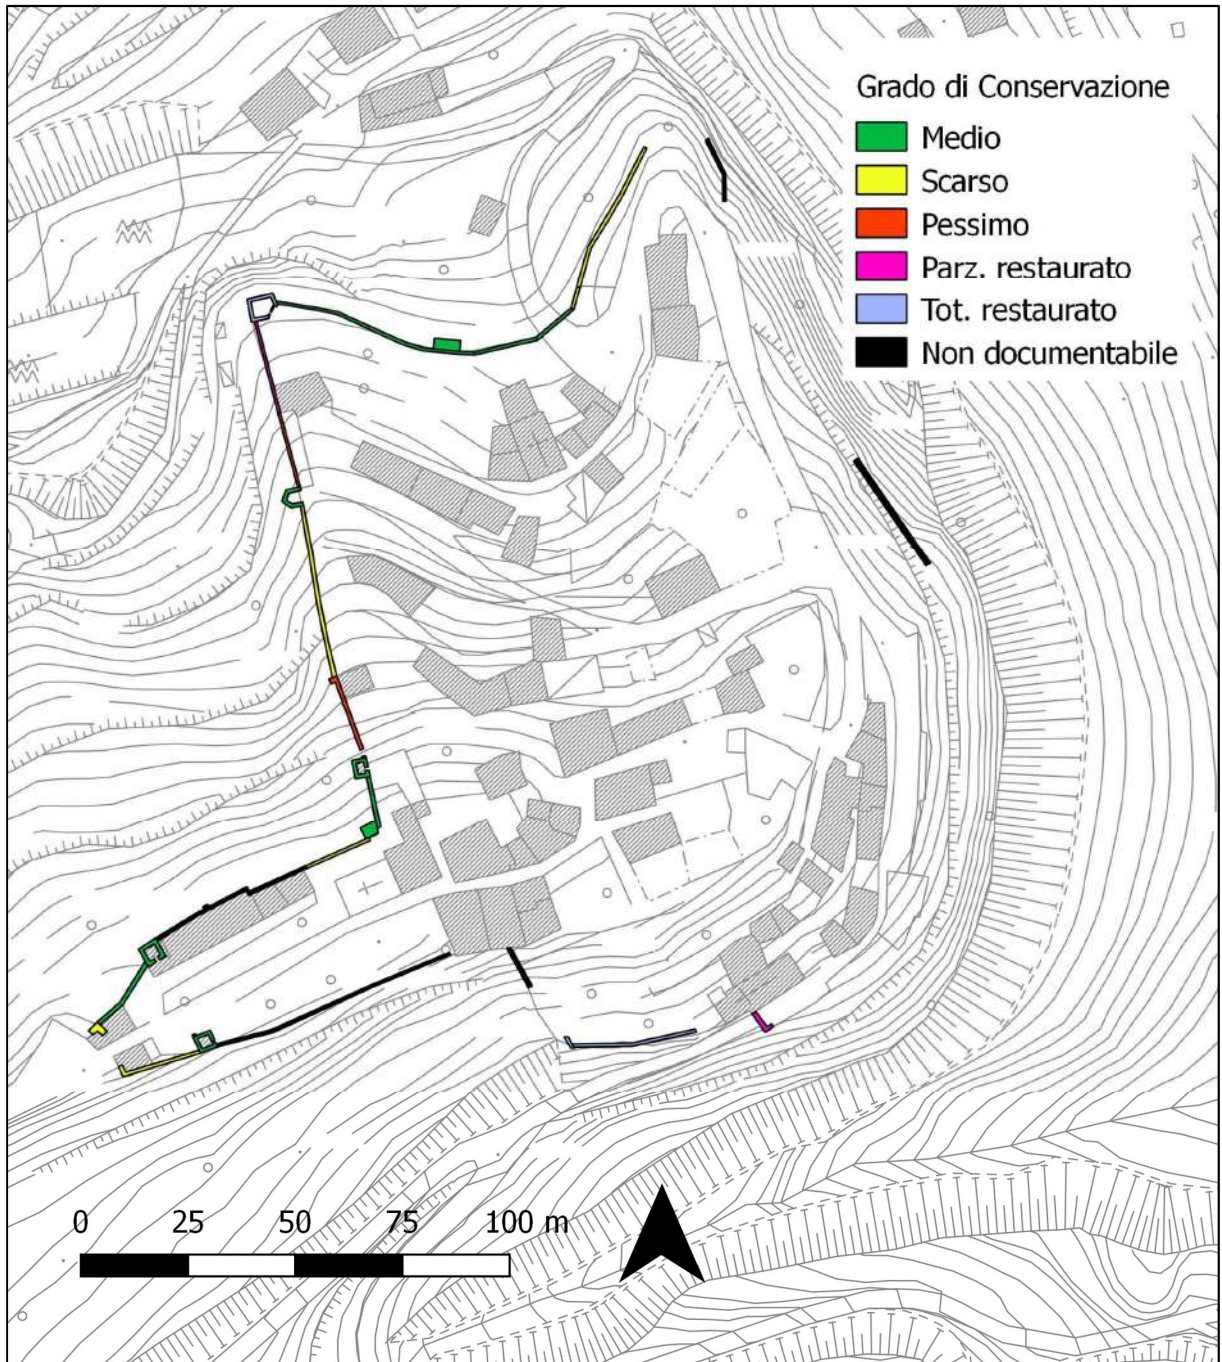 Grado di Conservazione
Medio
Scarso
Pessimo
Parz. restaurato
Tot. restaurato
Non documentabile
0 25 50 75 100 m